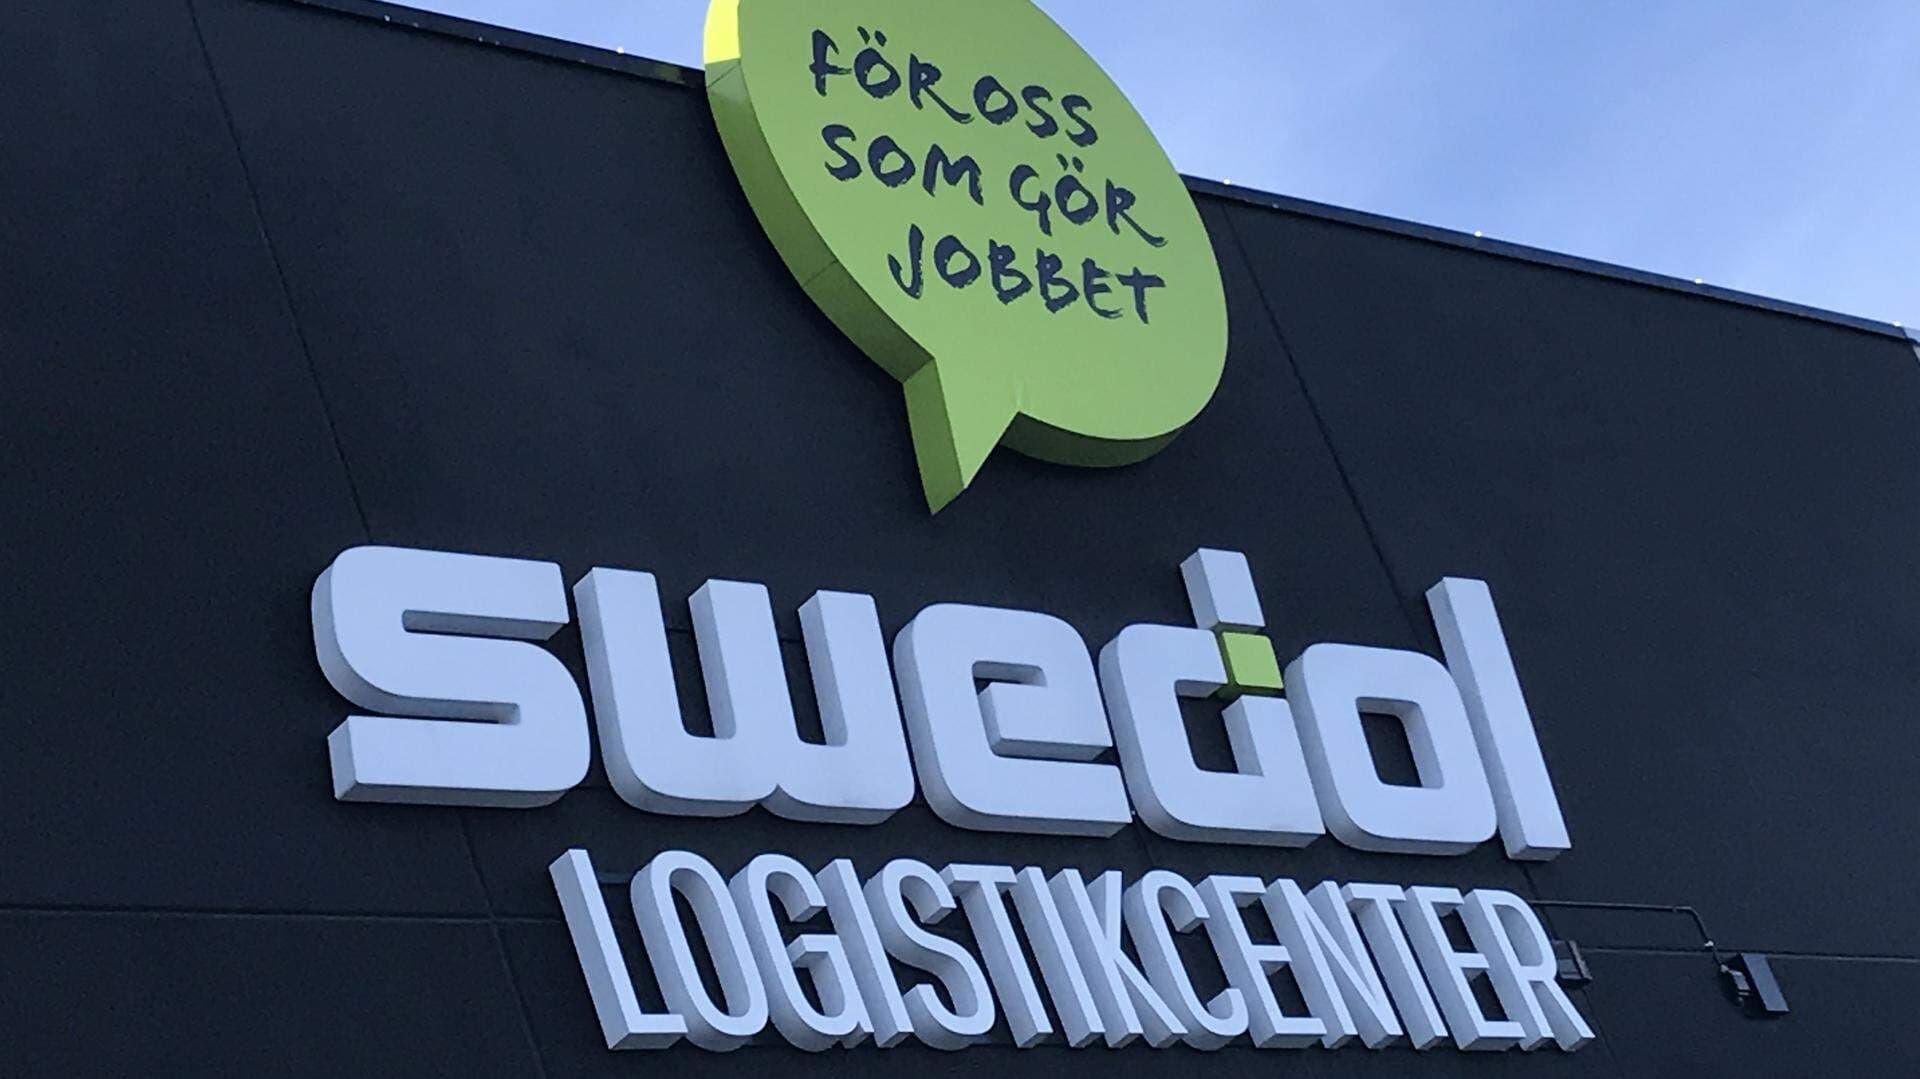 FÖR OSS
SOM GÖR
JOBBET
swedol
LOGISTIKCENTER